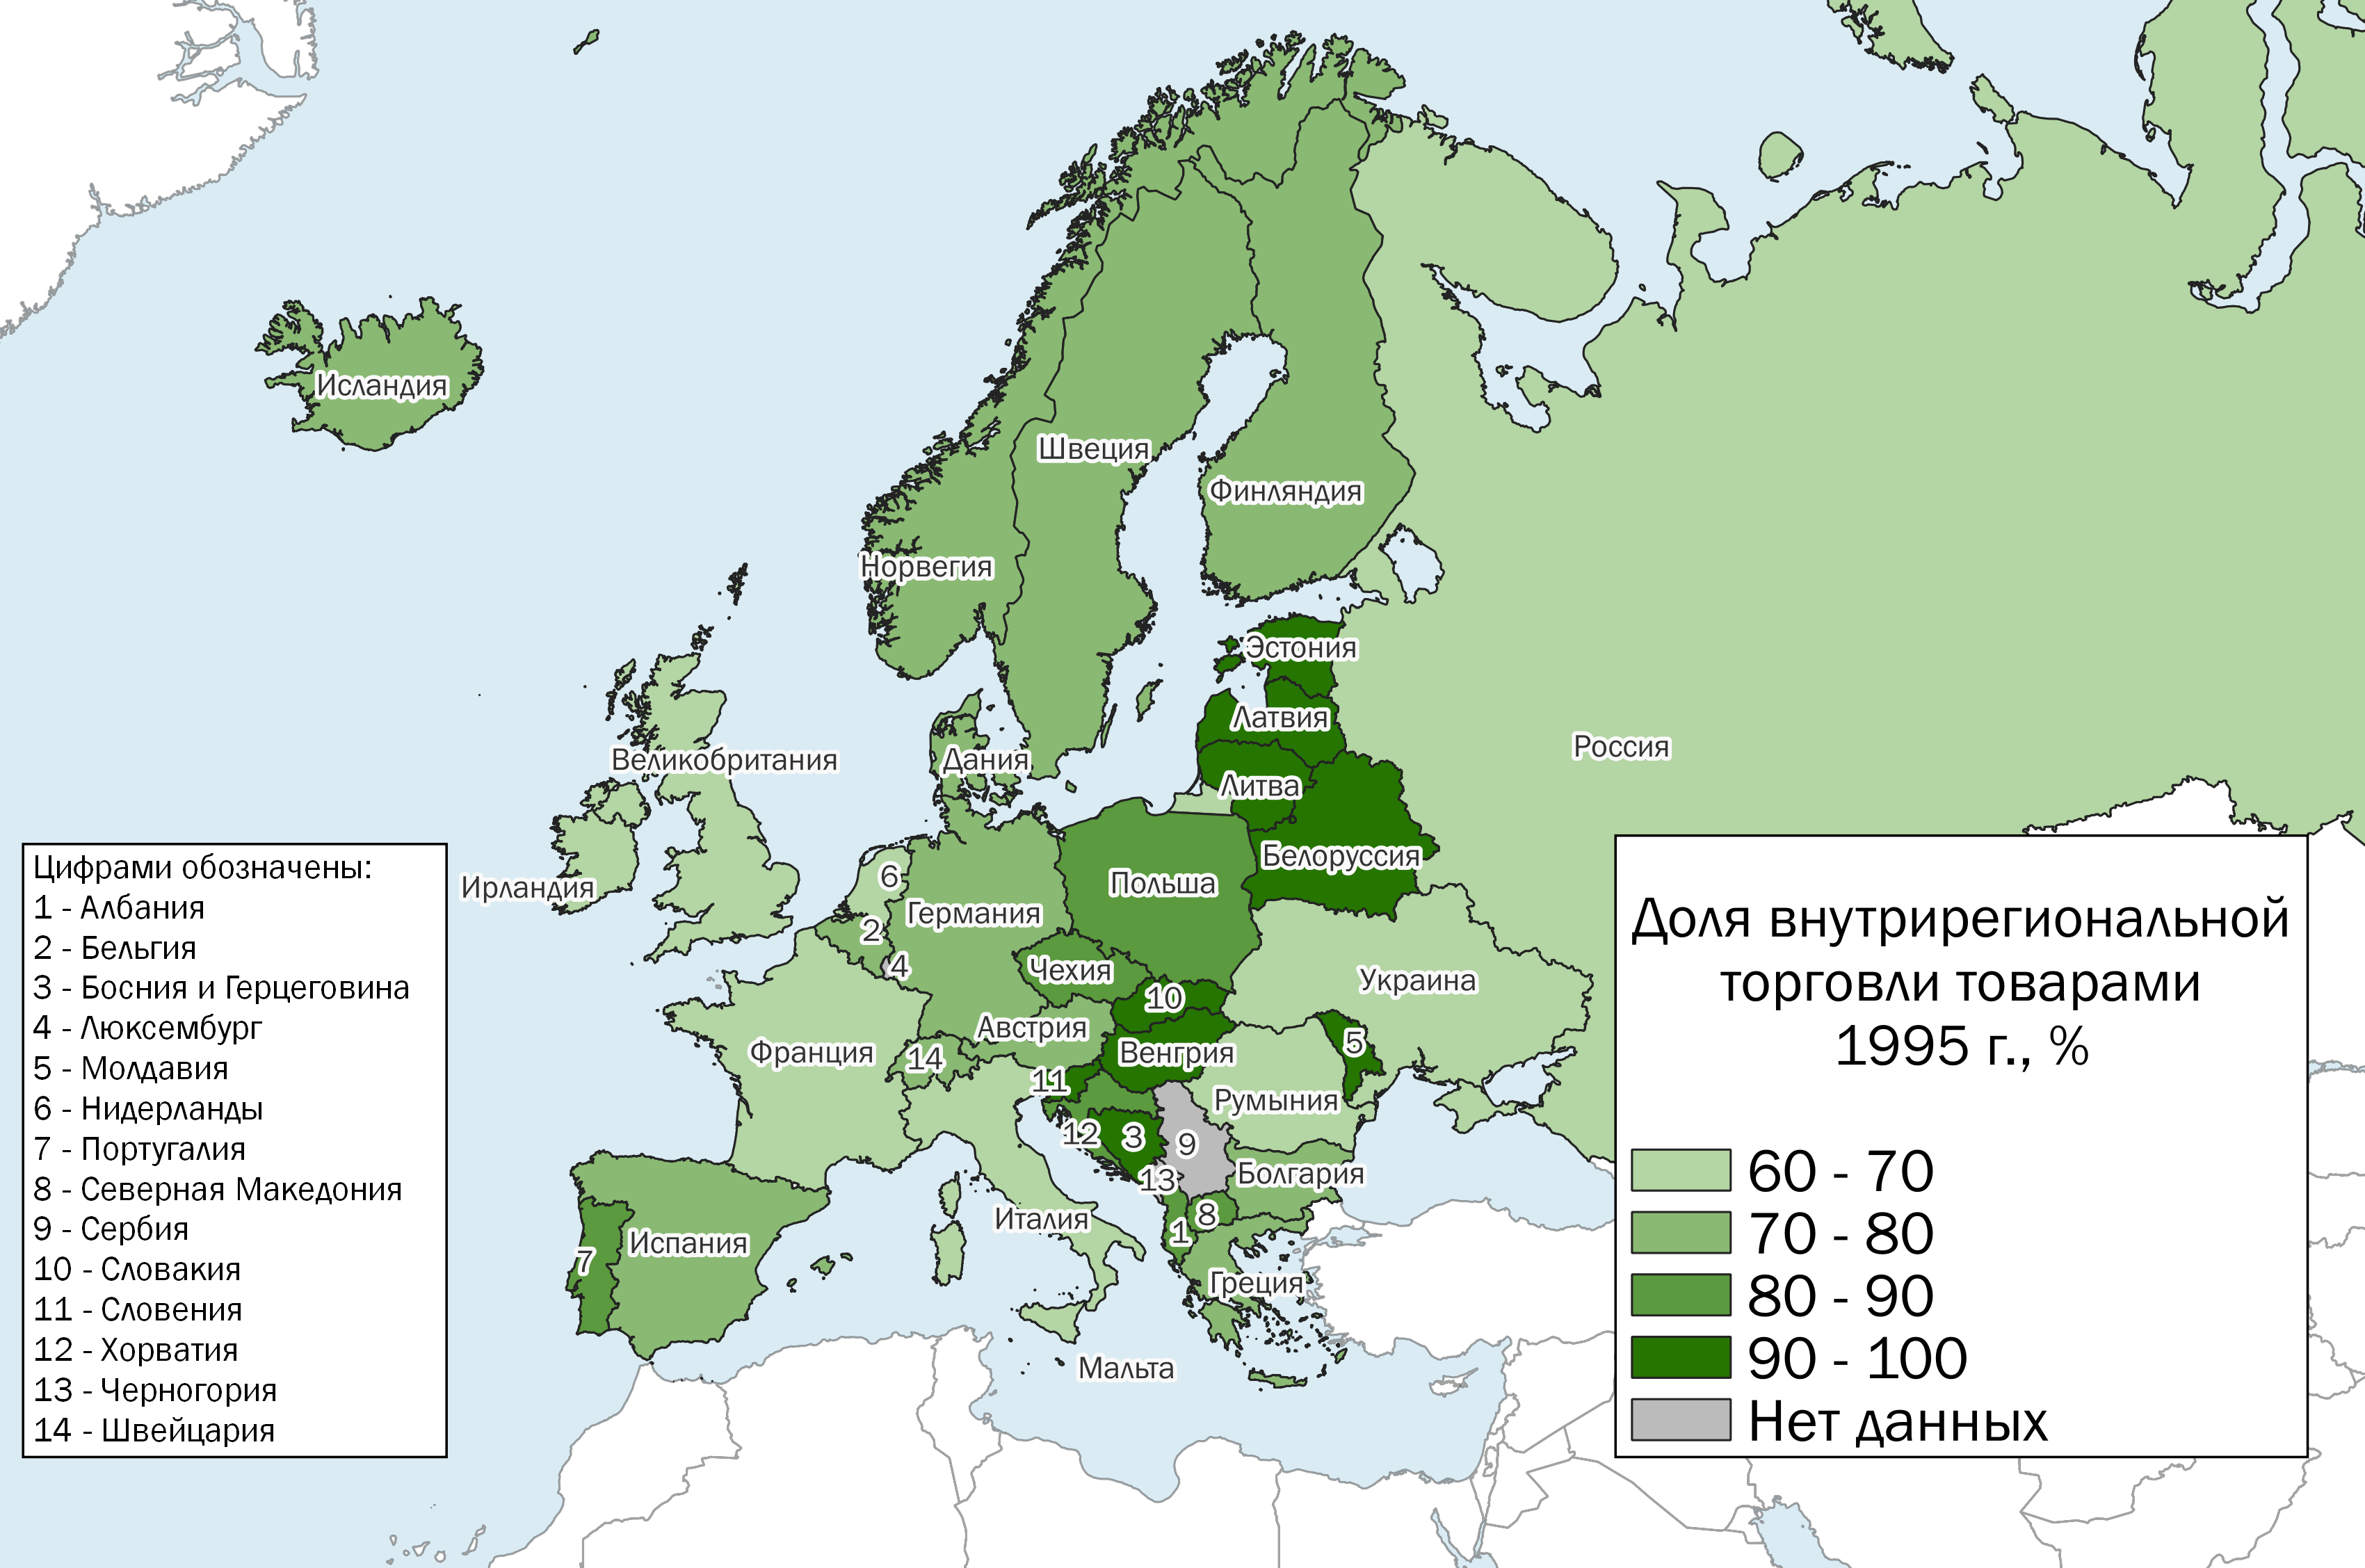 Исландия
Швеция
Финляндия
Норвегия
Эстония
Латвия
Россия
Великобритания
Дания
Литва
Белоруссия
Польша
Ирландия
6
Германия
2
4
Чехия
Украина
10
Австрия
5
Франция
14
Венгрия
11
Румыния
12
3
9
Болгария
13
Италия
8
1
Испания
7
Греция
Мальта
Цифрами обозначены:
1 - Албания
2 - Бельгия
3 - Босния и Герцеговина
4 - Люксембург
5 - Молдавия
6 - Нидерланды
7 - Португалия
8 - Северная Македония
9 - Сербия
10 - Словакия
11 - Словения
12 - Хорватия
13 - Черногория
14 - Швейцария
Доля внутрирегиональной
торговли товарами
1995 г., %
60 - 70
70 - 80
80 - 90
90 - 100
Нет данных